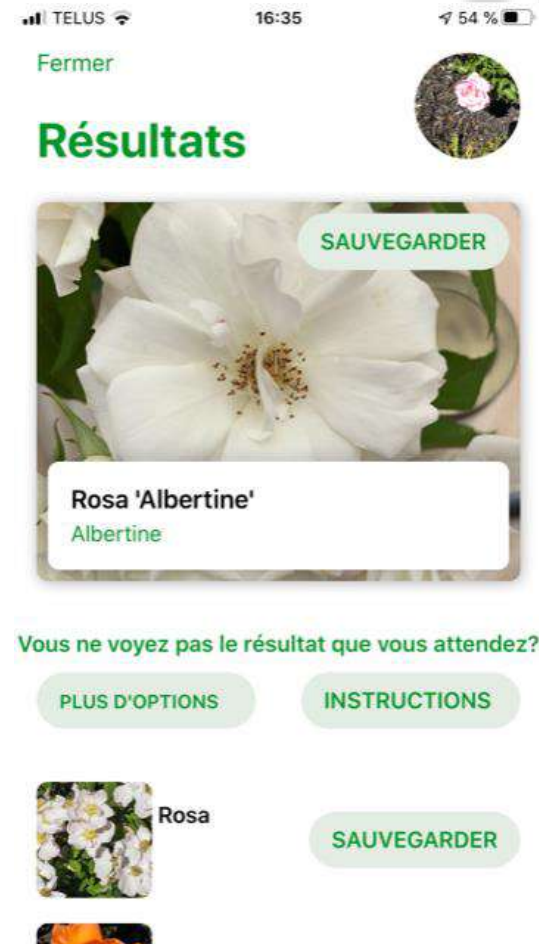 TELUS 16:35 54 %
Fermer
Résultats
SAUVEGARDER
Rosa 'Albertine'
Albertine
Vous ne voyez pas le résultat que vous attendez?
PLUS D'OPTIONS INSTRUCTIONS
Rosa
SAUVEGARDER